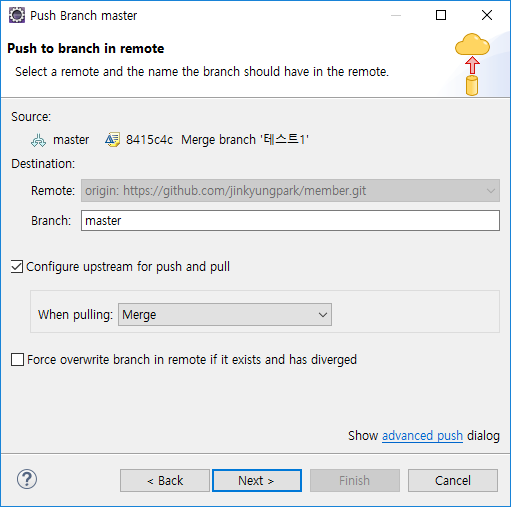 Push Branch master
Push to branch in remote
Select a remote and the name the branch should have in the remote.
Source:
master 8415c4c Merge branch '테스트1'
Destination:
Remote: origin: https://github.com/jinkyungpark/member.git
Branch: master
Configure upstream for push and pull
When pulling: Merge
Force overwrite branch in remote if it exists and has diverged
Show advanced push dialog
? < Back Next > Finish Cancel